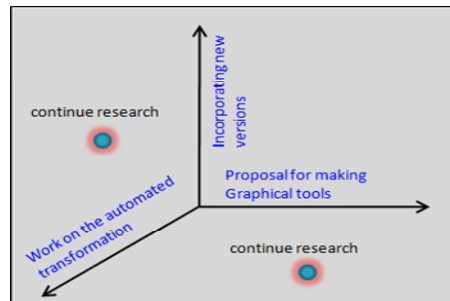 Incorporating new
versions
continue research
Proposal for making
Graphical tools
Work on the automated
transformation
continue research